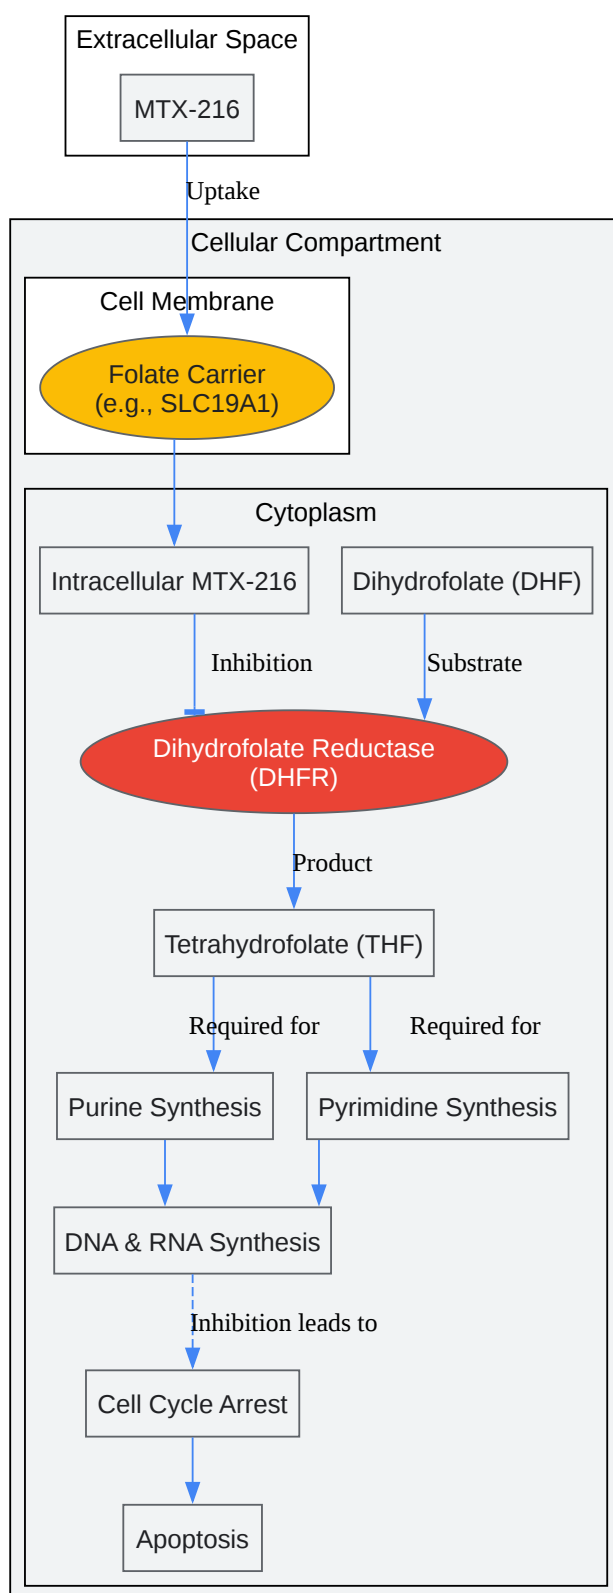 Extracellular Space
MTX-216
Uptake
Cellular Compartment
Cell Membrane
Folate Carrier
(e.g., SLC19A1)
Cytoplasm
Intracellular MTX-216
Dihydrofolate (DHF)
Inhibition
Substrate
Dihydrofolate Reductase
(DHFR)
Product
Tetrahydrofolate (THF)
Required for
Required for
Purine Synthesis
Pyrimidine Synthesis
DNA & RNA Synthesis
Inhibition leads to
Cell Cycle Arrest
Apoptosis